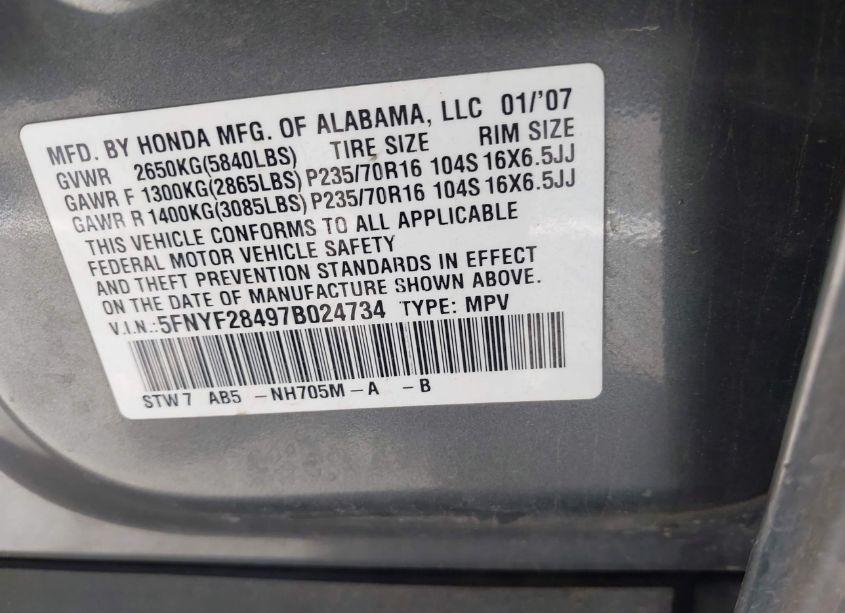 MFD. BY HONDA MFG. OF ALABAMA, LLC 01/'07
GVWR 2650KG(5840LBS) TIRE SIZE RIM SIZE
GAWR F 1300KG(2865LBS) P235/70R16 104S 16X6.5JJ
GAWR R 1400KG(3085LBS) P235/70R16 104S 16X6.5JJ
THIS VEHICLE CONFORMS TO ALL APPLICABLE
FEDERAL MOTOR VEHICLE SAFETY
AND THEFT PREVENTION STANDARDS IN EFFECT
ON THE DATE OF MANUFACTURE SHOWN ABOVE.
V.I.N.:5FNYF28497B024734 TYPE: MPV
STW7 AB5 -NH705M-A -B